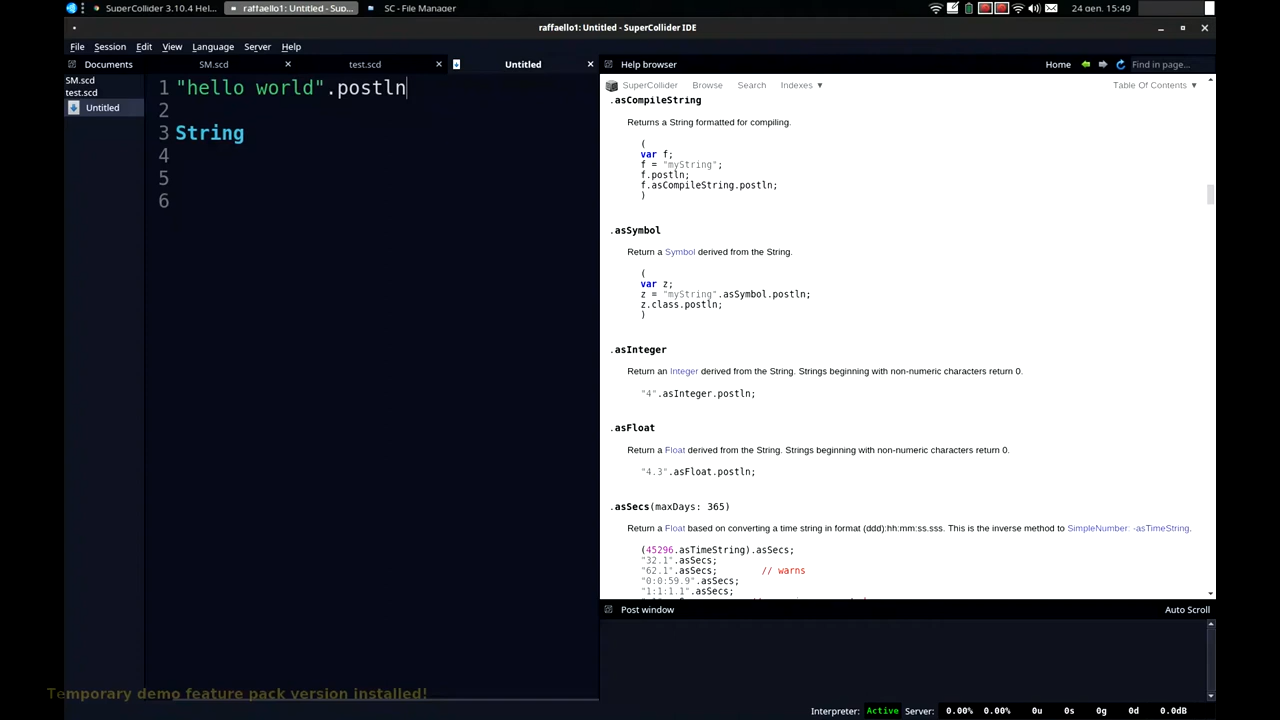 SuperCollider 3.10.4 Hel...
raffaello1: Untitled - Sup...
SC - File Manager
24 gen. 15:49
raffaello1: Untitled - SuperCollider IDE
File Session Edit View Language Server Help
Documents
SM.scd
test.scd
Untitled
Help browser
Home
Find in page...
SM.scd
test.scd
Untitled
1 "hello world".postln
2
3 String
4
5
6
SuperCollider Browse Search Indexes ▼ Table Of Contents ▼
.asCompileString
Returns a String formatted for compiling.
(
var f;
f = "myString";
f.postln;
f.asCompileString.postln;
)
.asSymbol
Return a Symbol derived from the String.
(
var z;
z = "myString".asSymbol.postln;
z.class.postln;
)
.asInteger
Return an Integer derived from the String. Strings beginning with non-numeric characters return 0.
"4".asInteger.postln;
.asFloat
Return a Float derived from the String. Strings beginning with non-numeric characters return 0.
"4.3".asFloat.postln;
.asSecs(maxDays: 365)
Return a Float based on converting a time string in format (ddd):hh:mm:ss.sss. This is the inverse method to SimpleNumber: -asTimeString.
(45296.asTimeString).asSecs;
"32.1".asSecs;
"62.1".asSecs; // warns
"0:0:59.9".asSecs;
"1:1:1.1".asSecs;
Post window
Auto Scroll
Temporary demo feature pack version installed!
Interpreter: Active Server: 0.00% 0.00% 0u 0s 0g 0d 0.0dB